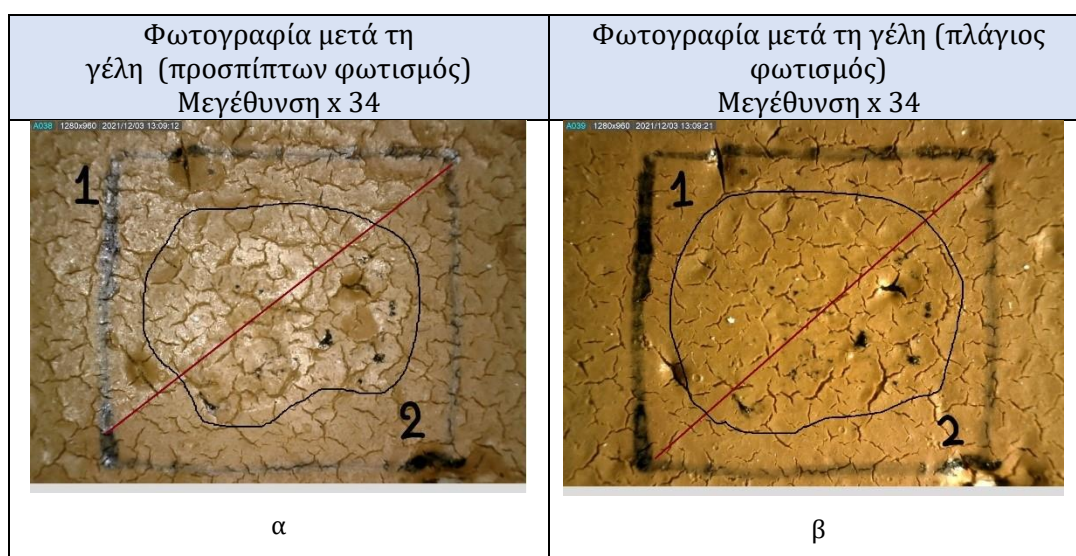 Φωτογραφία μετά τη
γέλη (προσπίπτων φωτισμός)
Μεγέθυνση x 34
Φωτογραφία μετά τη γέλη (πλάγιος
φωτισμός)
Μεγέθυνση x 34
A038 1280x960 2021/12/03 13:09:12
1
2
A039 1280x960 2021/12/03 13:09:21
1
2
α
β